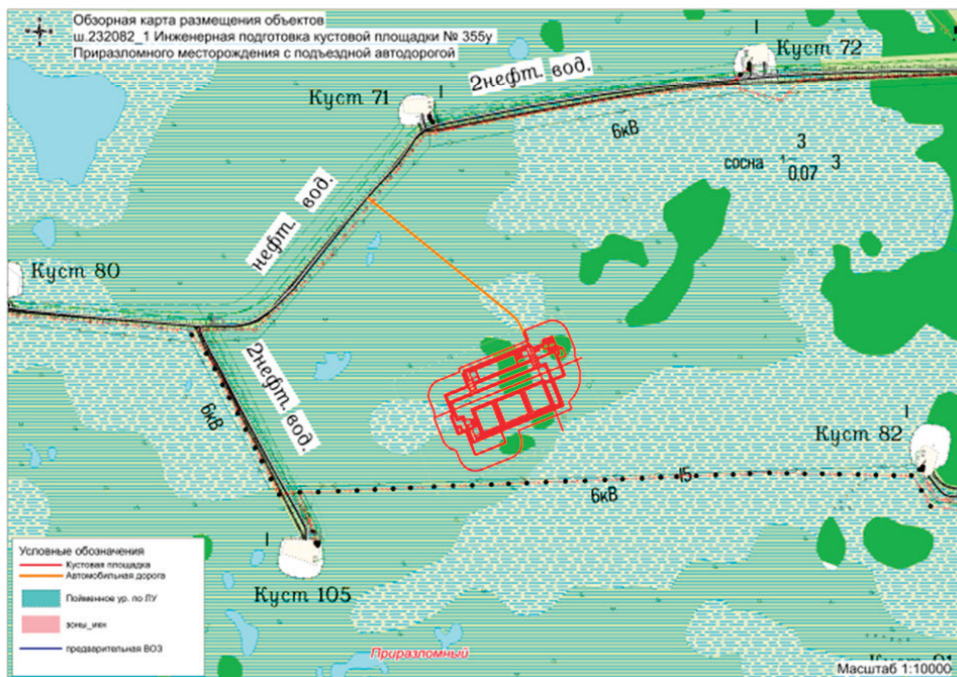 Обзорная карта размещения объектов
ш.232082_1 Инженерная подготовка кустовой площадки № 355у
Приразломного месторождения с подъездной автодорогой
Куст 72
2нефт. вод.
Куст 71
6кВ
сосна 3 0,07 3
нефт. вод.
Куст 80
2нефт. вод.
6кВ
Куст 82
15
6кВ
Куст 105
Условные обозначения
Кустовая площадка
Автомобильная дорога
Пойменное ур. по ЛУ
зоны_ивн
предварительная ВОЗ
Приразломный
Масштаб 1:10000